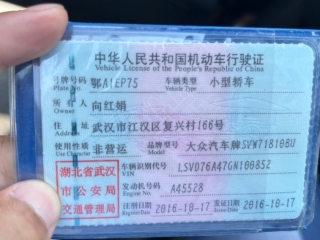 中华人民共和国机动车行驶证
Vehicle License of the People's Republic of China
号牌号码 Plate No. 鄂A1EP75 车辆类型 Vehicle Type 小型轿车
所有人 Owner 向红娟
住址 Address 武汉市江汉区复兴村166号
使用性质 Use Character 非营运 品牌型号 Model 大众汽车牌SVW71810BU
湖北省武汉市公安局交通管理局
车辆识别代号 VIN LSVD76A47GN100852
发动机号码 Engine No. A45528
注册日期 Register Date 2016-10-17 发证日期 Issue Date 2016-10-17